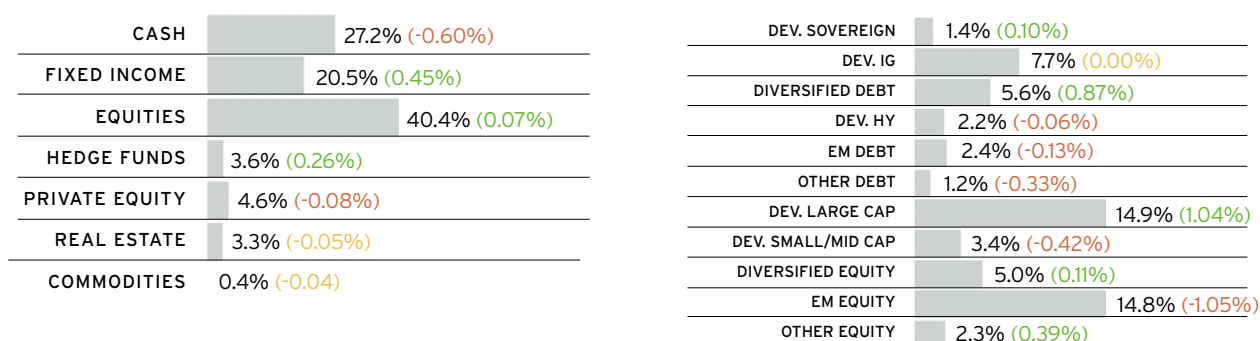 CASH 27.2% (-0.60%)
FIXED INCOME 20.5% (0.45%)
EQUITIES 40.4% (0.07%)
HEDGE FUNDS 3.6% (0.26%)
PRIVATE EQUITY 4.6% (-0.08%)
REAL ESTATE 3.3% (-0.05%)
COMMODITIES 0.4% (-0.04)
DEV. SOVEREIGN 1.4% (0.10%)
DEV. IG 7.7% (0.00%)
DIVERSIFIED DEBT 5.6% (0.87%)
DEV. HY 2.2% (-0.06%)
EM DEBT 2.4% (-0.13%)
OTHER DEBT 1.2% (-0.33%)
DEV. LARGE CAP 14.9% (1.04%)
DEV. SMALL/MID CAP 3.4% (-0.42%)
DIVERSIFIED EQUITY 5.0% (0.11%)
EM EQUITY 14.8% (-1.05%)
OTHER EQUITY 2.3% (0.39%)